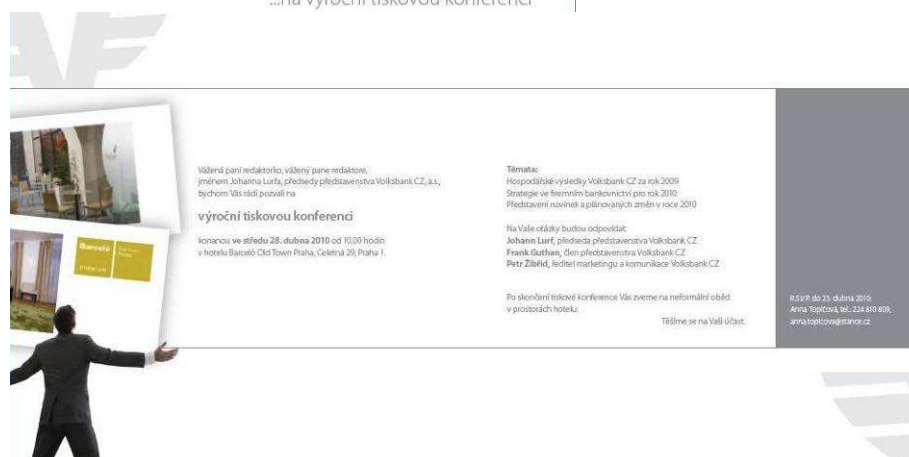 ...na výroční tiskovou konferenci
Vážená paní redaktorko, vážený pane redaktore,
jménem Johanna Lurfa, předsedy představenstva Volksbank CZ, a.s.,
bychom Vás rádi pozvali na
výroční tiskovou konferenci
konanou ve středu 28. dubna 2010 od 10.00 hodin
v hotelu Barceló Old Town Praha, Celetná 29, Praha 1.
Témata:
Hospodářské výsledky Volksbank CZ za rok 2009
Strategie ve firemním bankovnictví pro rok 2010
Představení novinek a plánovaných změn v roce 2010
Na Vaše otázky budou odpovídat:
Johann Lurf, předseda představenstva Volksbank CZ
Frank Guthan, člen představenstva Volksbank CZ
Petr Žibřid, ředitel marketingu a komunikace Volksbank CZ
Po skončení tiskové konference Vás zveme na neformální oběd
v prostorách hotelu.
Těšíme se na Vaši účast.
R.S.V.P. do 23. dubna 2010:
Anna Topičová, tel.: 224 810 809,
anna.topicova@stance.cz
Barceló